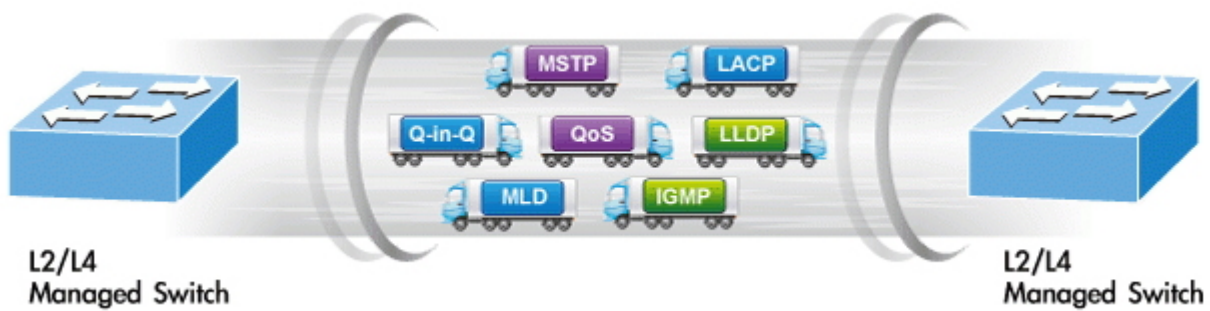 MSTP
LACP
Q-in-Q
QoS
LLDP
MLD
IGMP
L2/L4
Managed Switch
L2/L4
Managed Switch